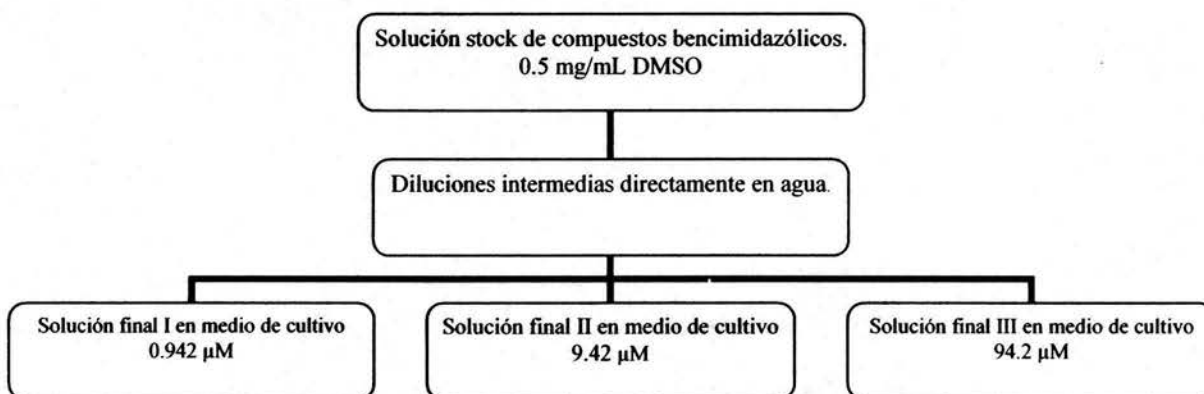 Solución stock de compuestos bencimidazólicos.
0.5 mg/mL DMSO
Diluciones intermedias directamente en agua.
Solución final I en medio de cultivo
0.942 μM
Solución final II en medio de cultivo
9.42 μM
Solución final III en medio de cultivo
94.2 μM